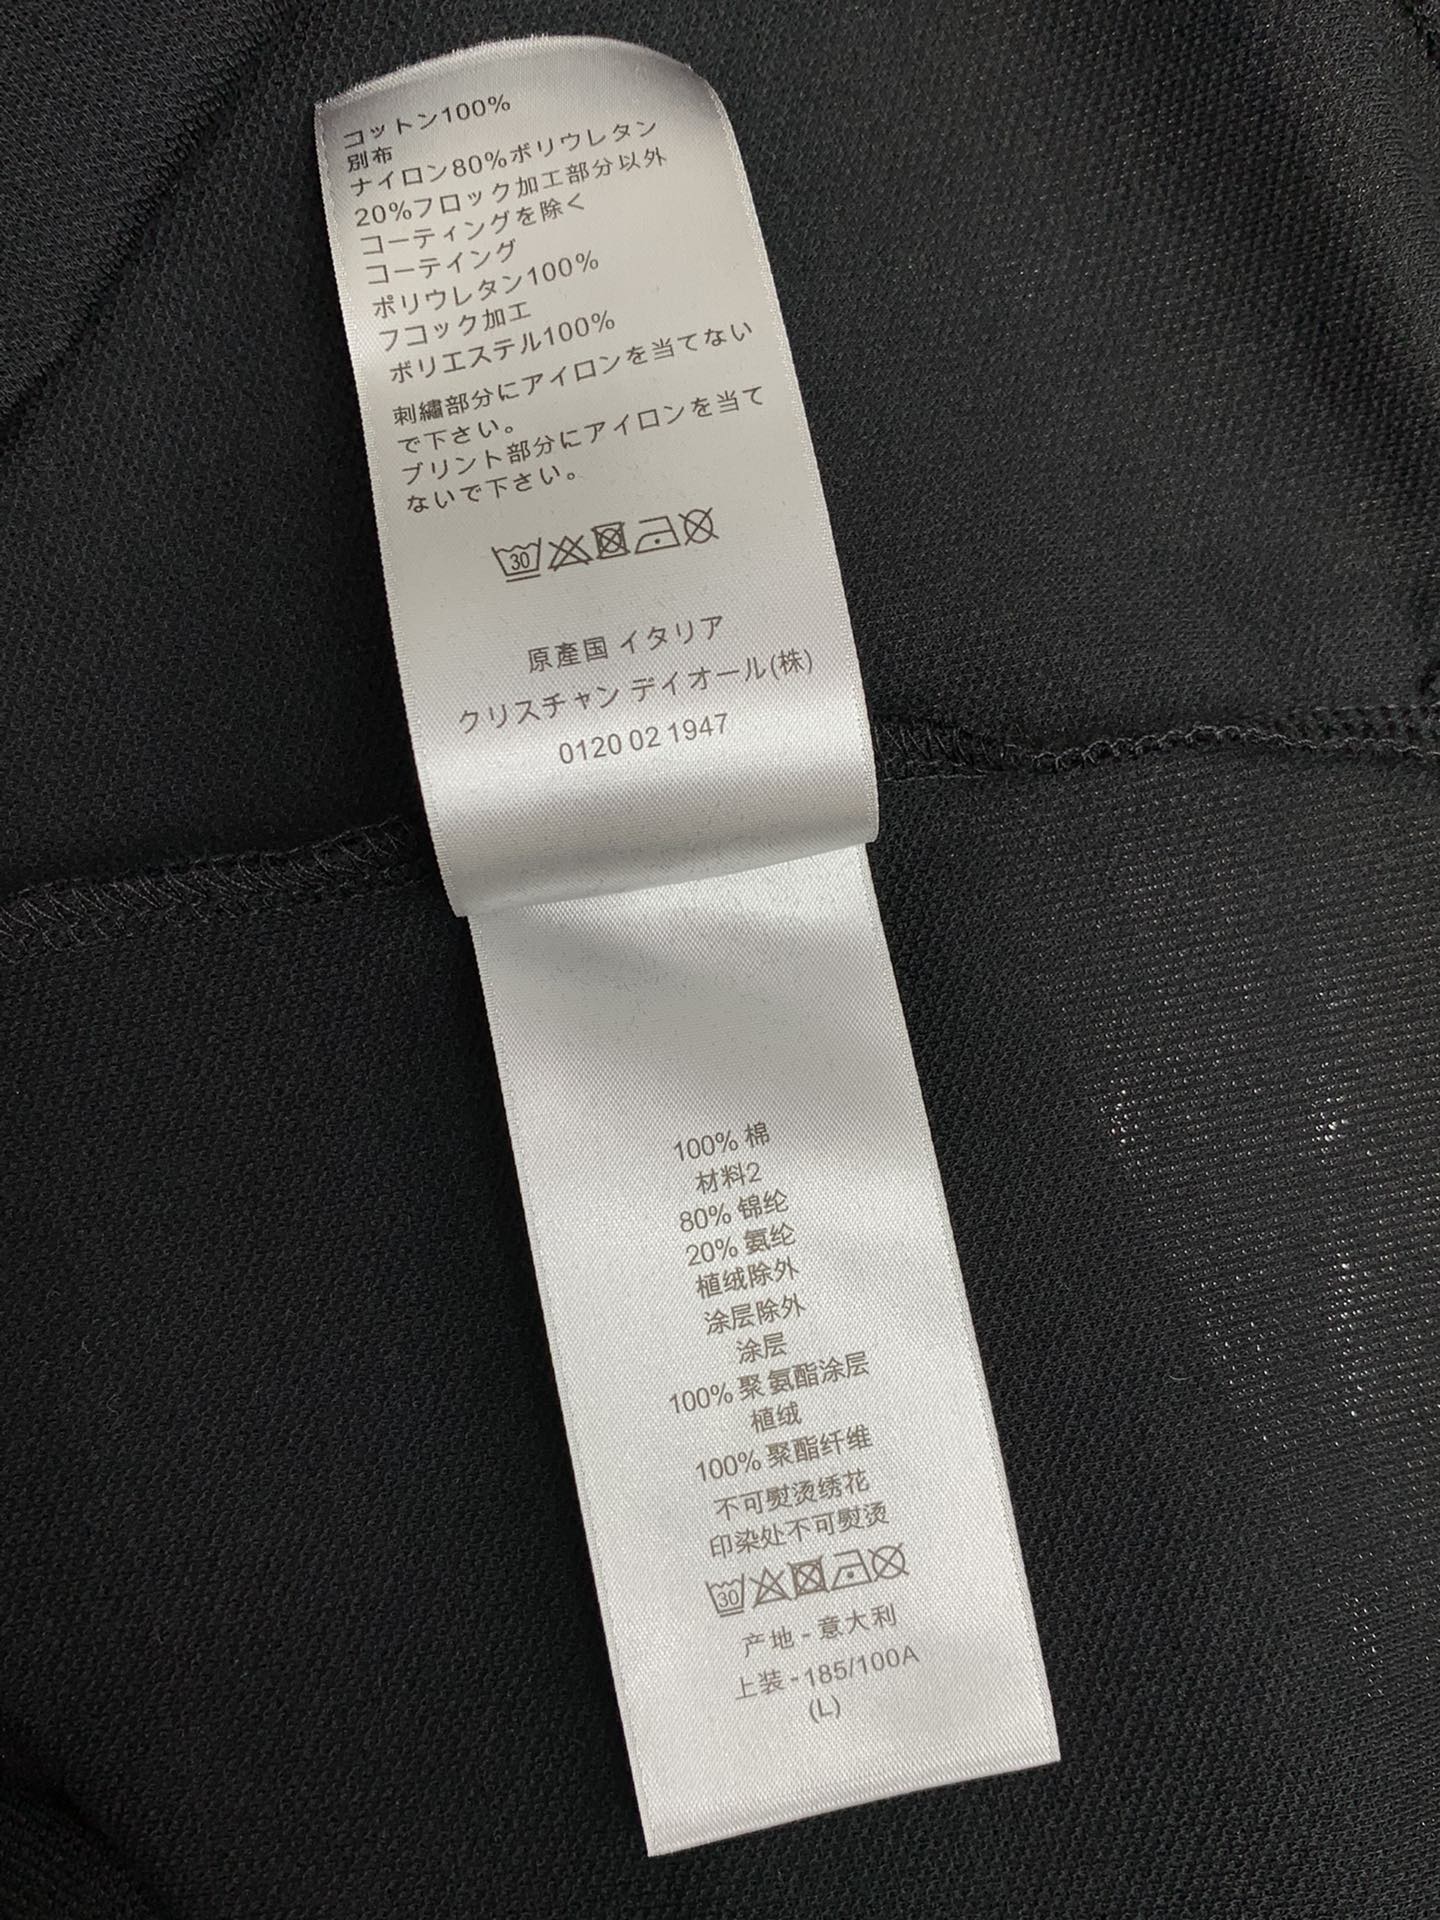 コットン100%
別布
ナイロン80%ポリウレタン
20%フロック加工部分以外
コーティングを除く
コーテイング
ポリウレタン100%
フコック加工
ポリエステル100%
刺繍部分にアイロンを当てない
で下さい。
プリント部分にアイロンを当て
ないで下さい。
30
原產国 イタリア
クリスチャン デイオール(株)
0120 02 1947
100% 棉
材料2
80% 锦纶
20% 氨纶
植绒除外
涂层除外
涂层
100% 聚氨酯涂层
植绒
100% 聚酯纤维
不可熨烫绣花
印染处不可熨烫
30
产地 - 意大利
上装 - 185/100A
(L)